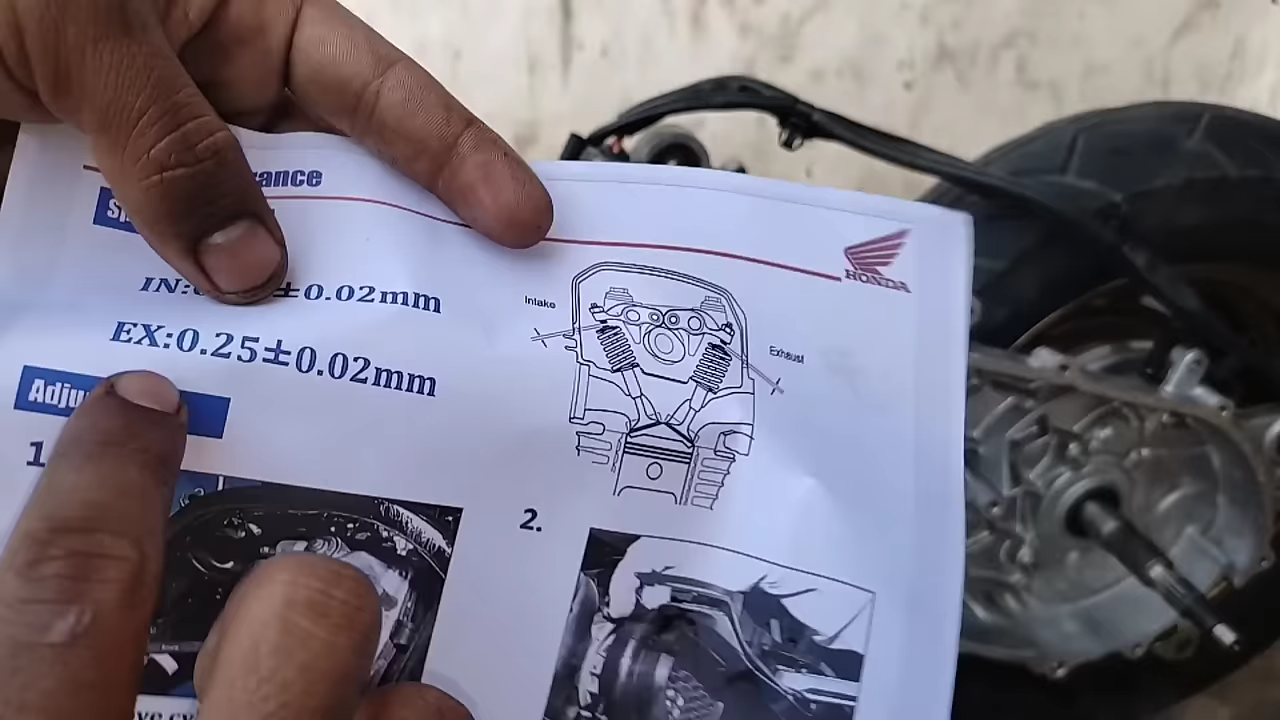 ance
HONDA
IN: ±0.02mm
Intake
EX:0.25±0.02mm
Exhaust
Adju
1
2.